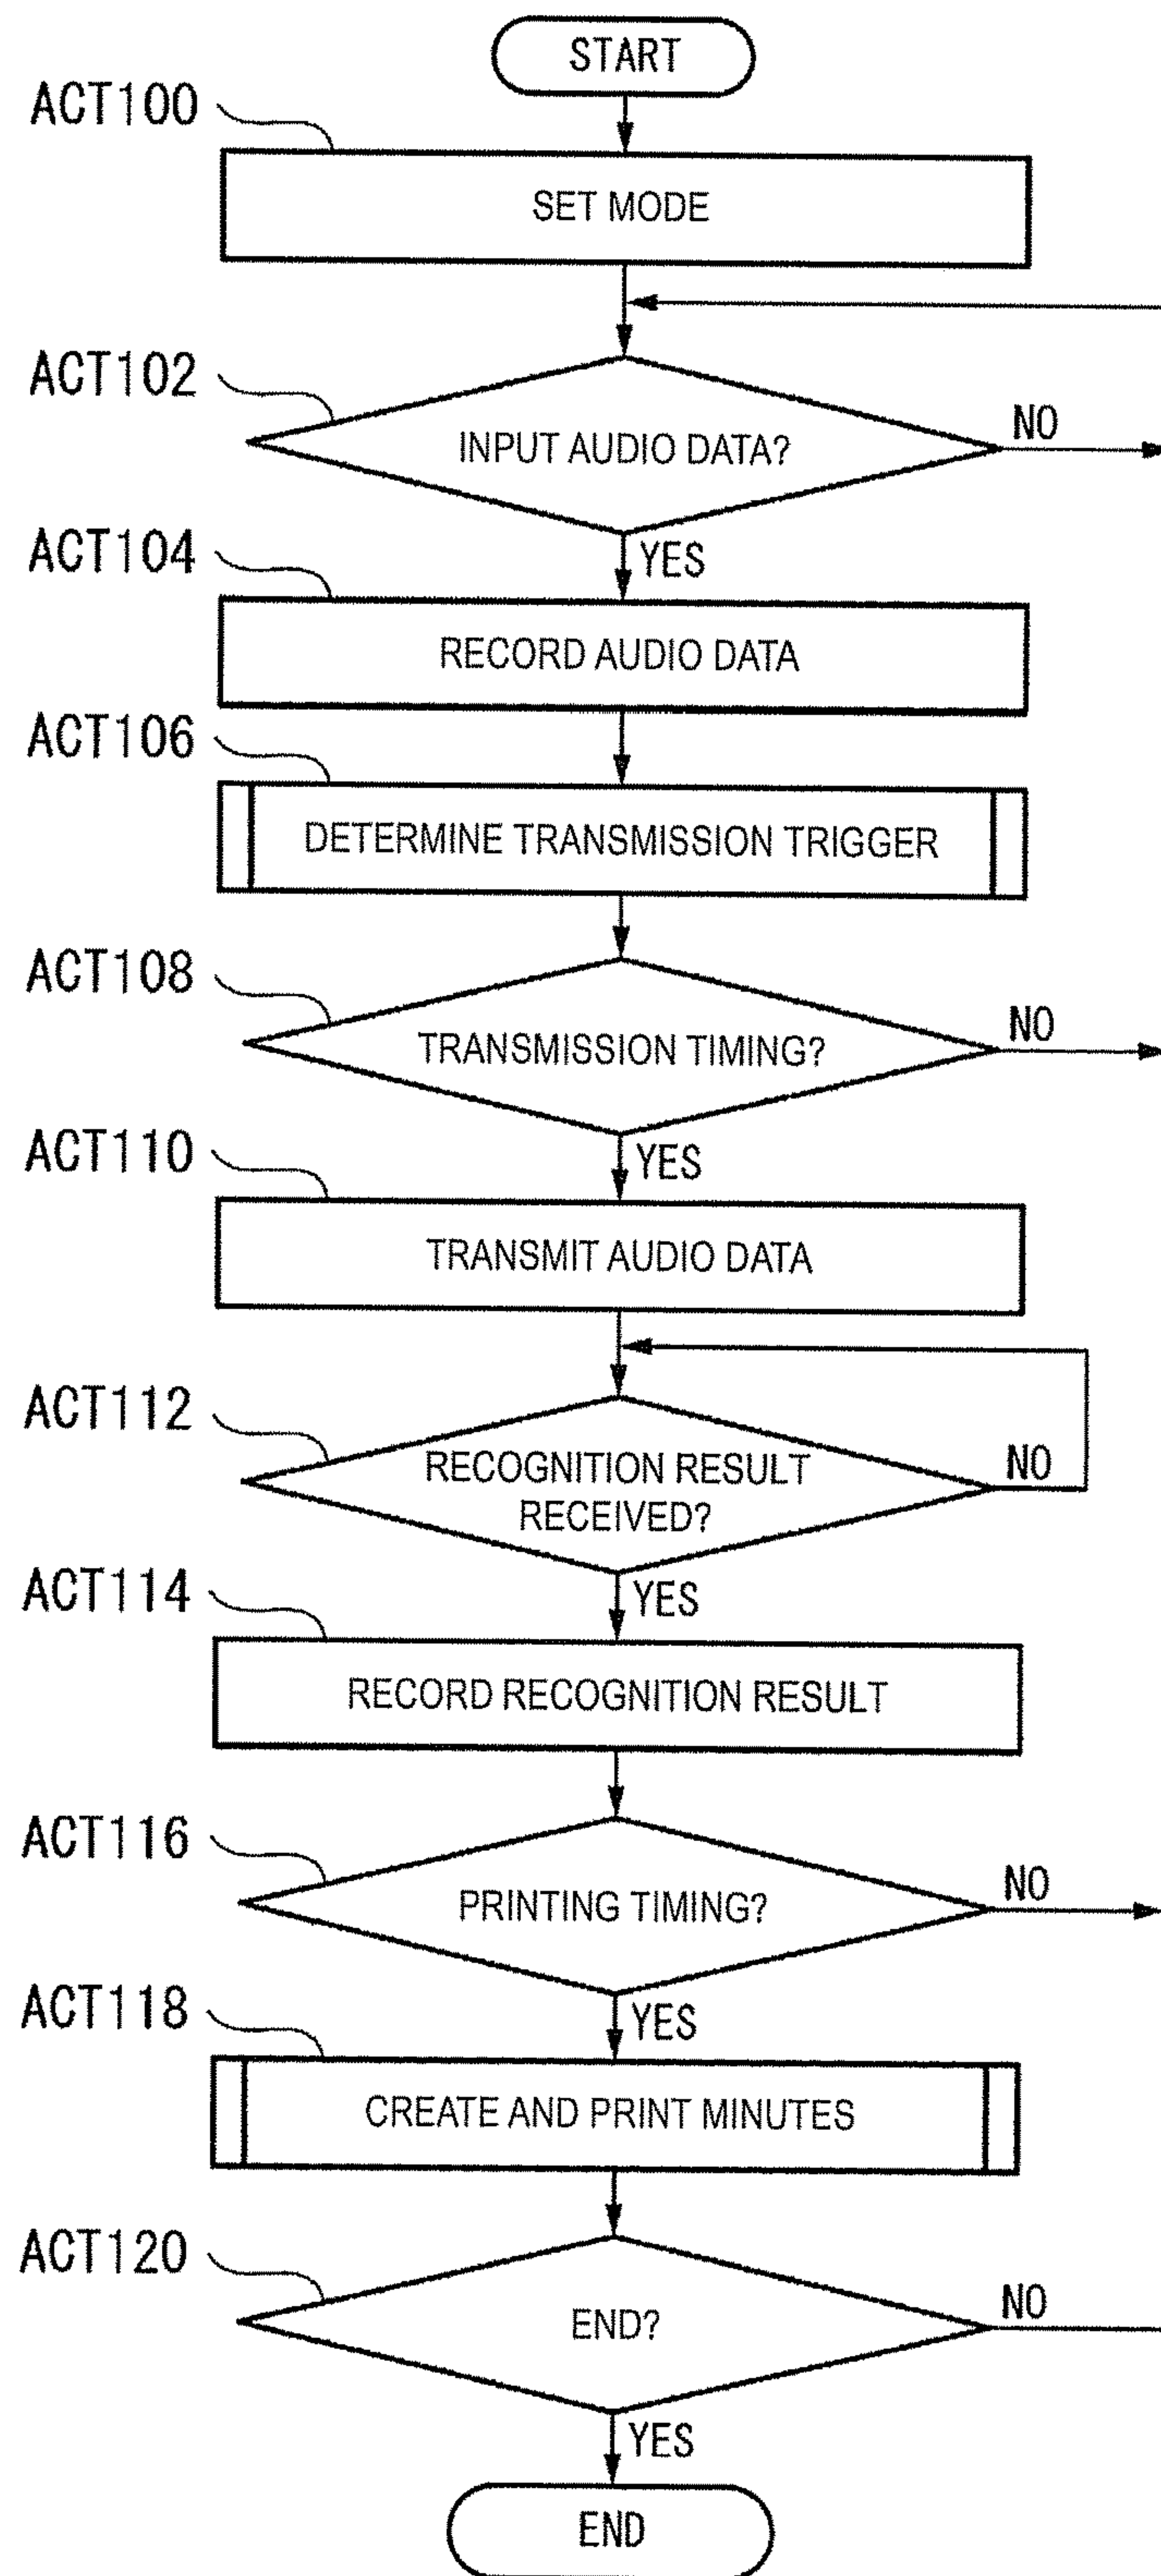 START
ACT100
SET MODE
ACT102
INPUT AUDIO DATA?
NO
YES
ACT104
RECORD AUDIO DATA
ACT106
DETERMINE TRANSMISSION TRIGGER
ACT108
TRANSMISSION TIMING?
NO
YES
ACT110
TRANSMIT AUDIO DATA
ACT112
RECOGNITION RESULT
RECEIVED?
NO
YES
ACT114
RECORD RECOGNITION RESULT
ACT116
PRINTING TIMING?
NO
YES
ACT118
CREATE AND PRINT MINUTES
ACT120
END?
NO
YES
END